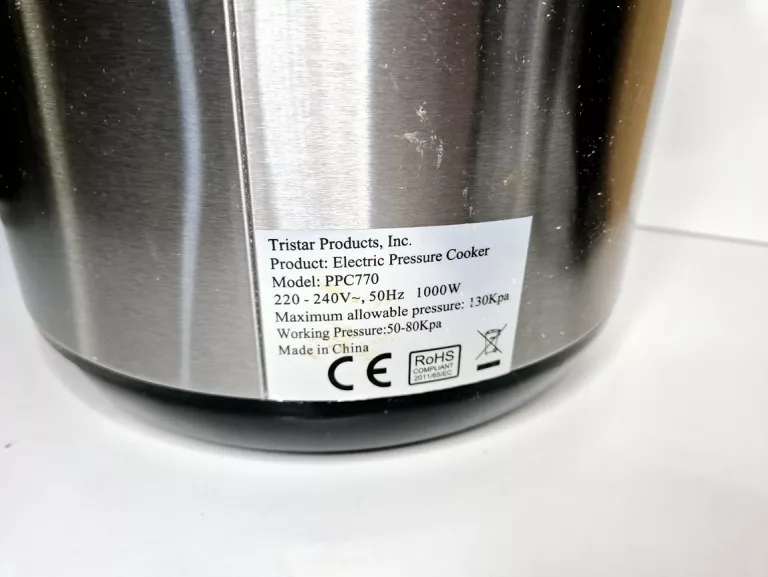 Tristar Products, Inc.
Product: Electric Pressure Cooker
Model: PPC770
220 - 240V~, 50Hz 1000W
Maximum allowable pressure: 130Kpa
Working Pressure:50-80Kpa
Made in China
CE
RoHS
COMPLIANT
2011/65/EC